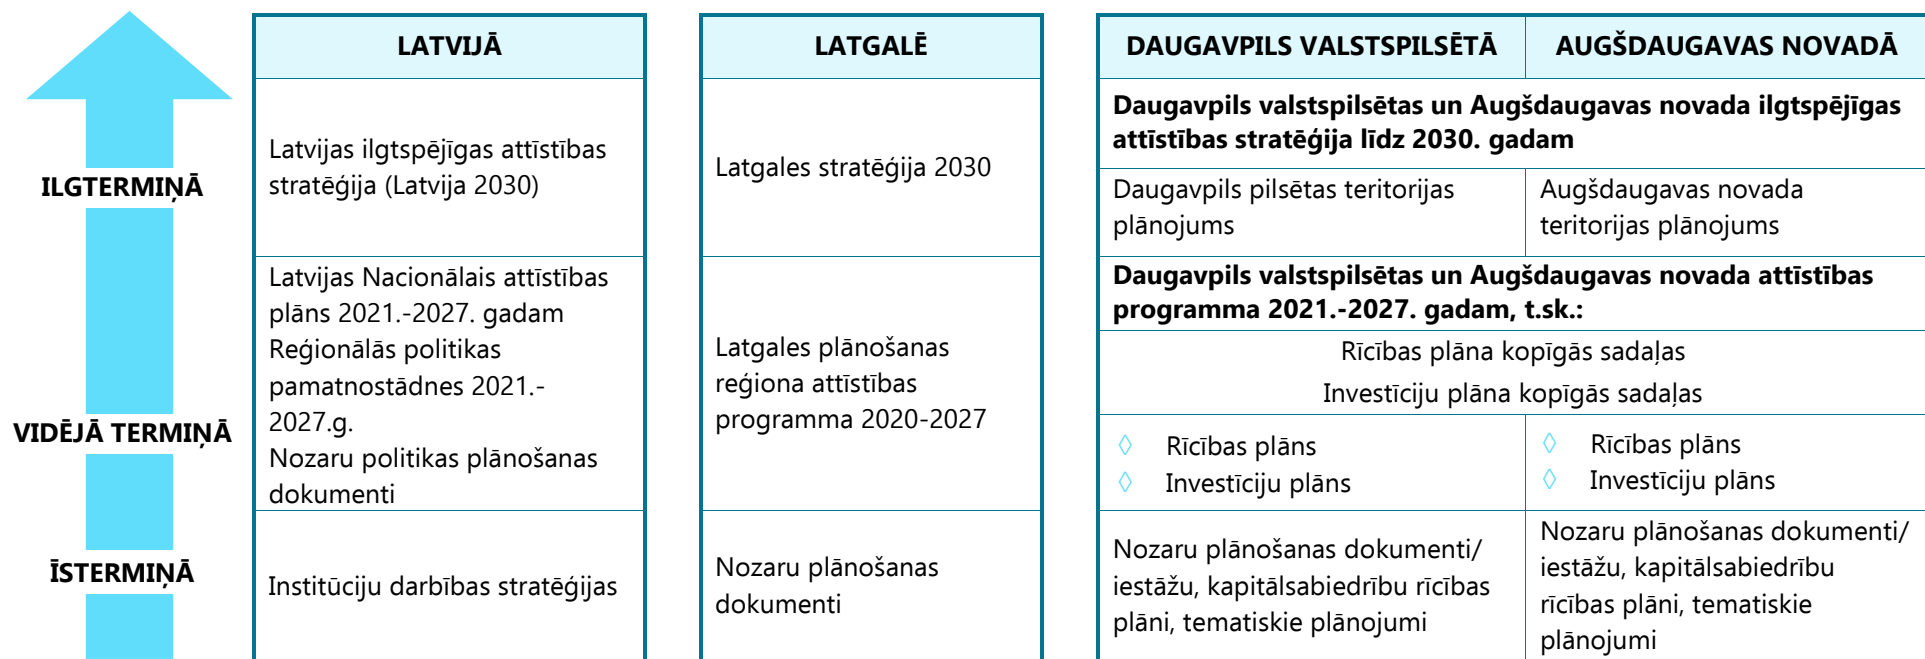 LATVIJĀ
LATGALĒ
DAUGAVPILS VALSTSPILSĒTĀ
AUGŠDAUGAVAS NOVADĀ
ILGTERMIŅĀ
Latvijas ilgtspējīgas attīstības
stratēģija (Latvija 2030)
Latgales stratēģija 2030
Daugavpils valstspilsētas un Augšdaugavas novada ilgtspējīgas
attīstības stratēģija līdz 2030. gadam
Daugavpils pilsētas teritorijas
plānojums
Augšdaugavas novada
teritorijas plānojums
VIDĒJĀ TERMIŅĀ
Latvijas Nacionālais attīstības
plāns 2021.-2027. gadam
Reģionālās politikas
pamatnostādnes 2021.-
2027.g.
Nozaru politikas plānošanas
dokumenti
Latgales plānošanas
reģiona attīstības
programma 2020-2027
Daugavpils valstspilsētas un Augšdaugavas novada attīstības
programma 2021.-2027. gadam, t.sk.:
Rīcības plāna kopīgās sadaļas
Investīciju plāna kopīgās sadaļas
◊ Rīcības plāns
◊ Investīciju plāns
◊ Rīcības plāns
◊ Investīciju plāns
ĪSTERMIŅĀ
Institūciju darbības stratēģijas
Nozaru plānošanas
dokumenti
Nozaru plānošanas dokumenti/
iestāžu, kapitālsabiedrību rīcības
plāni, tematiskie plānojumi
Nozaru plānošanas dokumenti/
iestāžu, kapitālsabiedrību
rīcības plāni, tematiskie
plānojumi